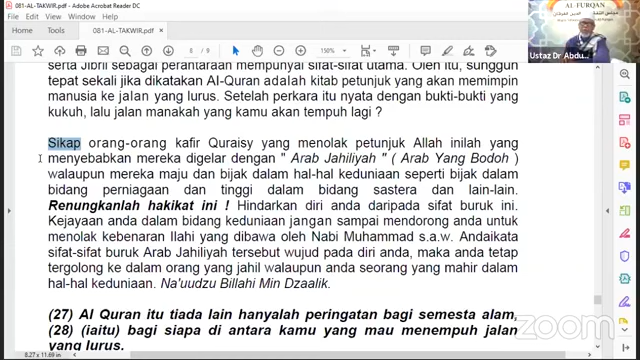 81-AL-TAKWIR.pdf - Adobe Acrobat Reader DC
File Edit View Window Help
Home Tools
81-AL-TAKWIR.pdf
8 / 9
150%
serta Jibril sebagai perantaraan mempunyai sifat-sifat utama. Oleh itu, sungguh
tepat sekali jika dikatakan Al-Quran adalah kitab petunjuk yang akan memimpin
manusia ke jalan yang lurus. Setelah perkara itu nyata dengan bukti-bukti yang
kukuh, lalu jalan manakah yang kamu akan tempuh lagi ?
Sikap orang-orang kafir Quraisy yang menolak petunjuk Allah inilah yang
menyebabkan mereka digelar dengan " Arab Jahiliyah " ( Arab Yang Bodoh )
walaupun mereka maju dan bijak dalam hal-hal keduniaan seperti bijak dalam
bidang perniagaan dan tinggi dalam bidang sastera dan lain-lain.
Renungkanlah hakikat ini ! Hindarkan diri anda daripada sifat buruk ini.
Kejayaan anda dalam bidang keduniaan jangan sampai mendorong anda untuk
menolak kebenaran Ilahi yang dibawa oleh Nabi Muhammad s.a.w. Andaikata
sifat-sifat buruk Arab Jahiliyah tersebut wujud pada diri anda, maka anda tetap
tergolong ke dalam orang yang jahil walaupun anda seorang yang mahir dalam
hal-hal keduniaan. Na'uudzu Billahi Min Dzaalik.
(27) Al Quran itu tiada lain hanyalah peringatan bagi semesta alam,
(28) (iaitu) bagi siapa di antara kamu yang mau menempuh jalan
yang lurus.
8.27 x 11.69 in
AL FURQAN
Ustaz Dr Abdu...
zoom